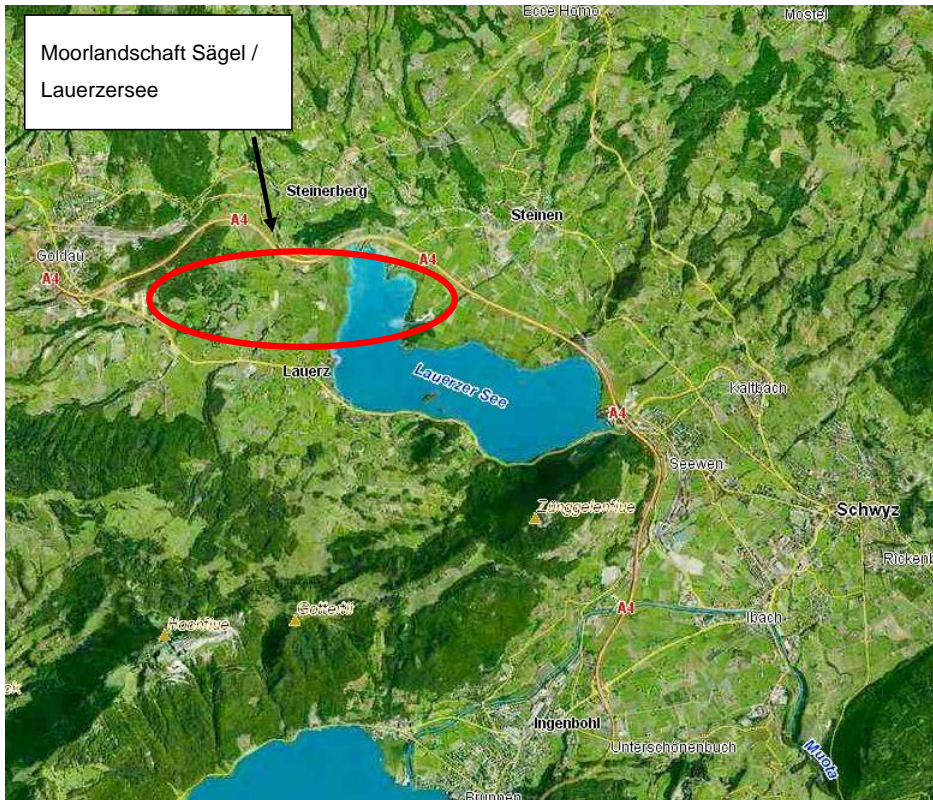 Ecce Homo
Mostel
Moorlandschaft Sägel /
Lauerzersee
Steinerberg
Steinen
A4
Goldau
A4
A4
Lauerz
Lauerzer See
Kaltbach
A4
Seewen
Zünggelenflue
Schwyz
Rickenb
A4
Gottertli
Hochflue
Ibach
Ingenbohl
Unterschönenbuch
Muota
Brunnen